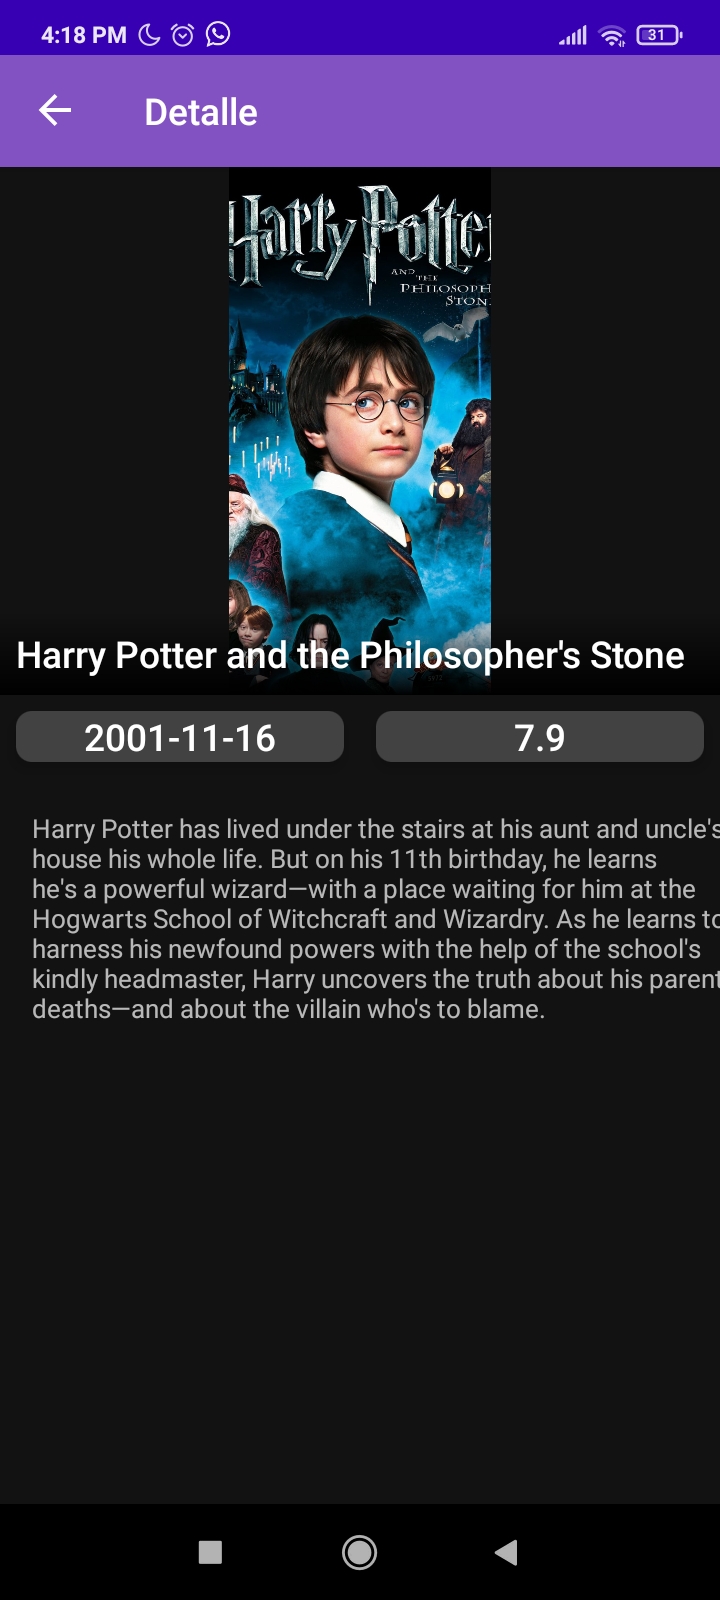 4:18 PM
31
Detalle
Harry Potter
AND THE
PHILOSOPH
STON
Harry Potter and the Philosopher's Stone
2001-11-16
7.9
Harry Potter has lived under the stairs at his aunt and uncle's
house his whole life. But on his 11th birthday, he learns
he's a powerful wizard—with a place waiting for him at the
Hogwarts School of Witchcraft and Wizardry. As he learns to
harness his newfound powers with the help of the school's
kindly headmaster, Harry uncovers the truth about his parent
deaths—and about the villain who's to blame.